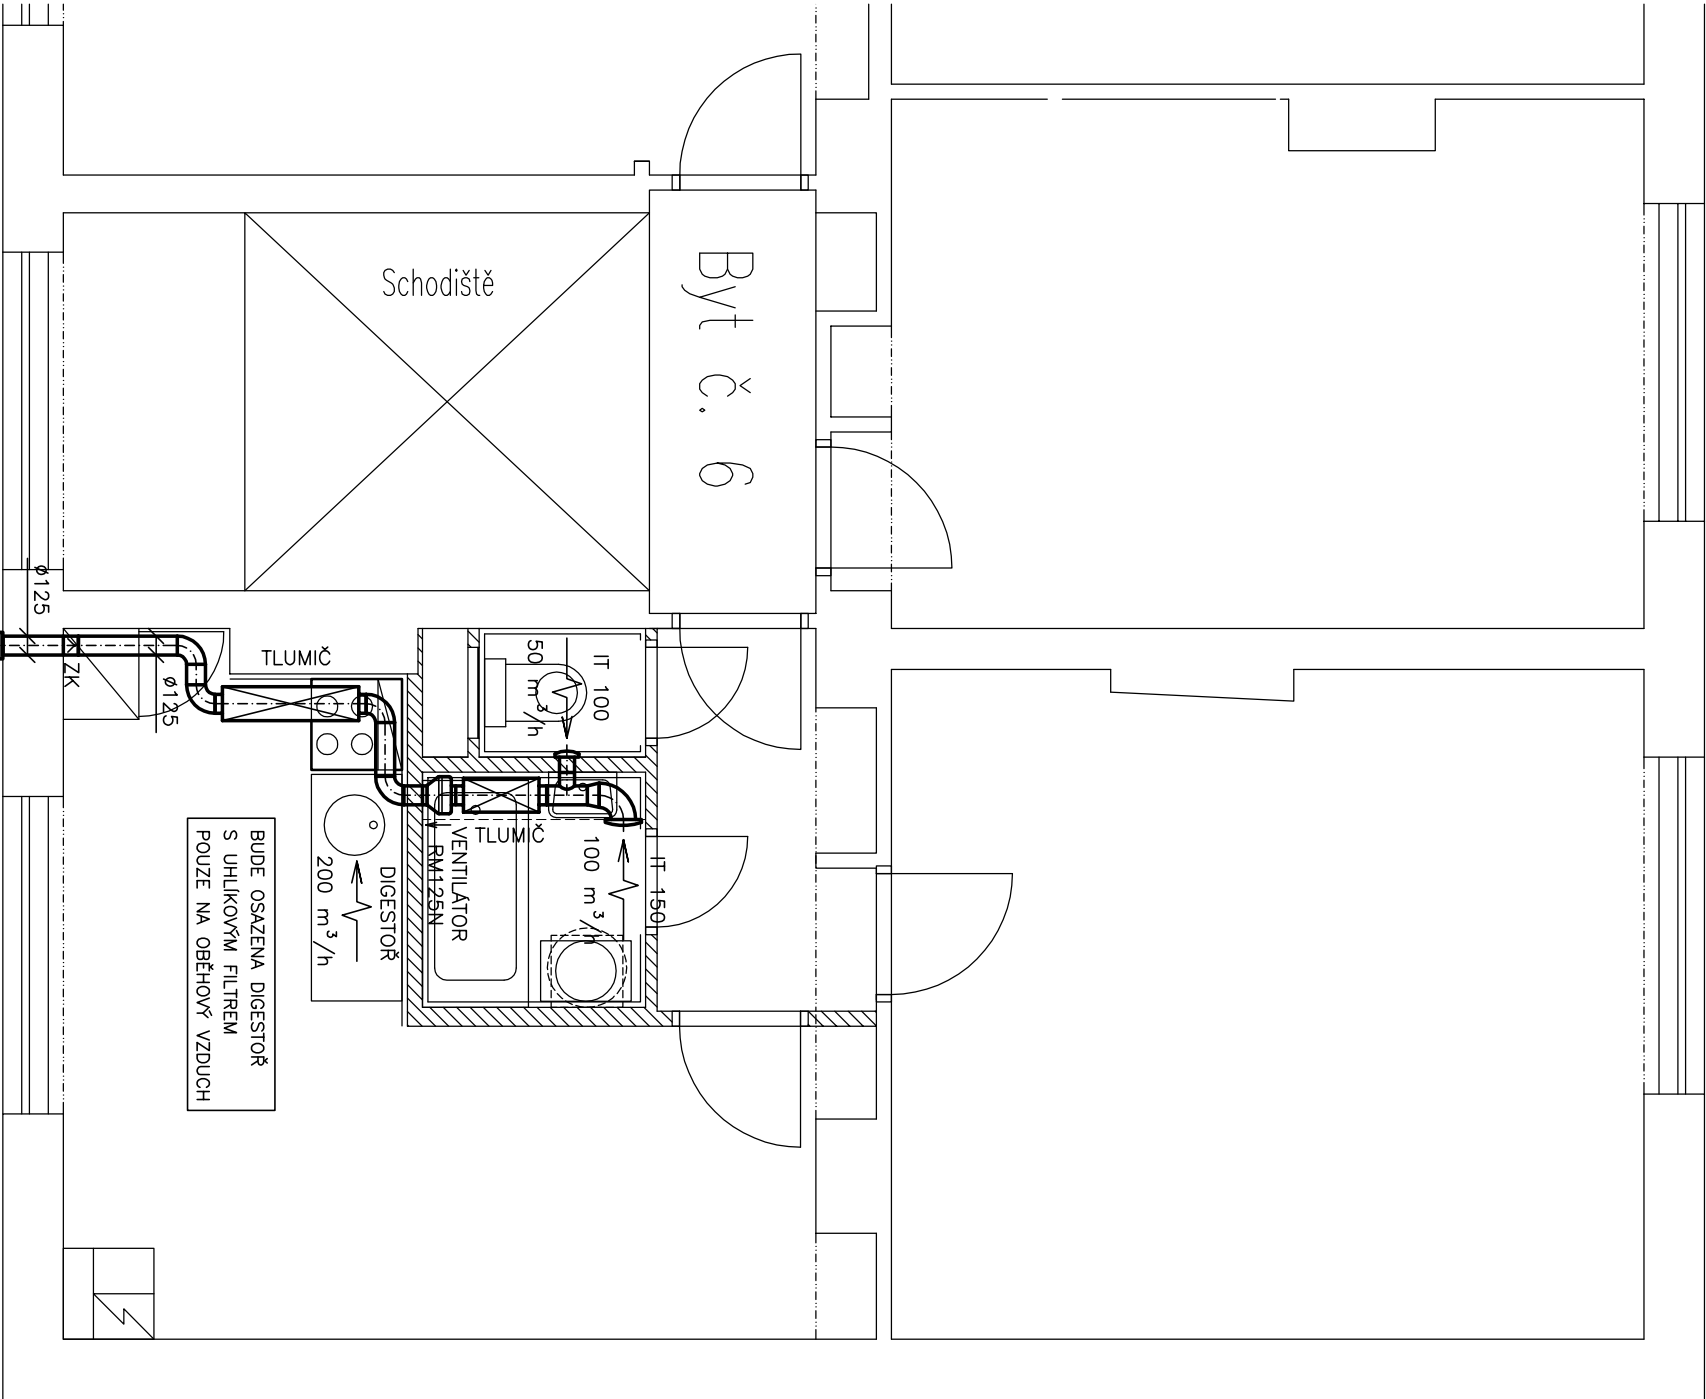 Schodiště
Byt č. 6
ø125
ZK
ø125
TLUMIČ
IT 100
50 m³/h
TLUMIČ
VENTILÁTOR
RM125N
IT 150
100 m³/h
DIGESTOŘ
200 m³/h
BUDE OSAZENA DIGESTOŘ
S UHLÍKOVÝM FILTREM
POUZE NA OBĚHOVÝ VZDUCH